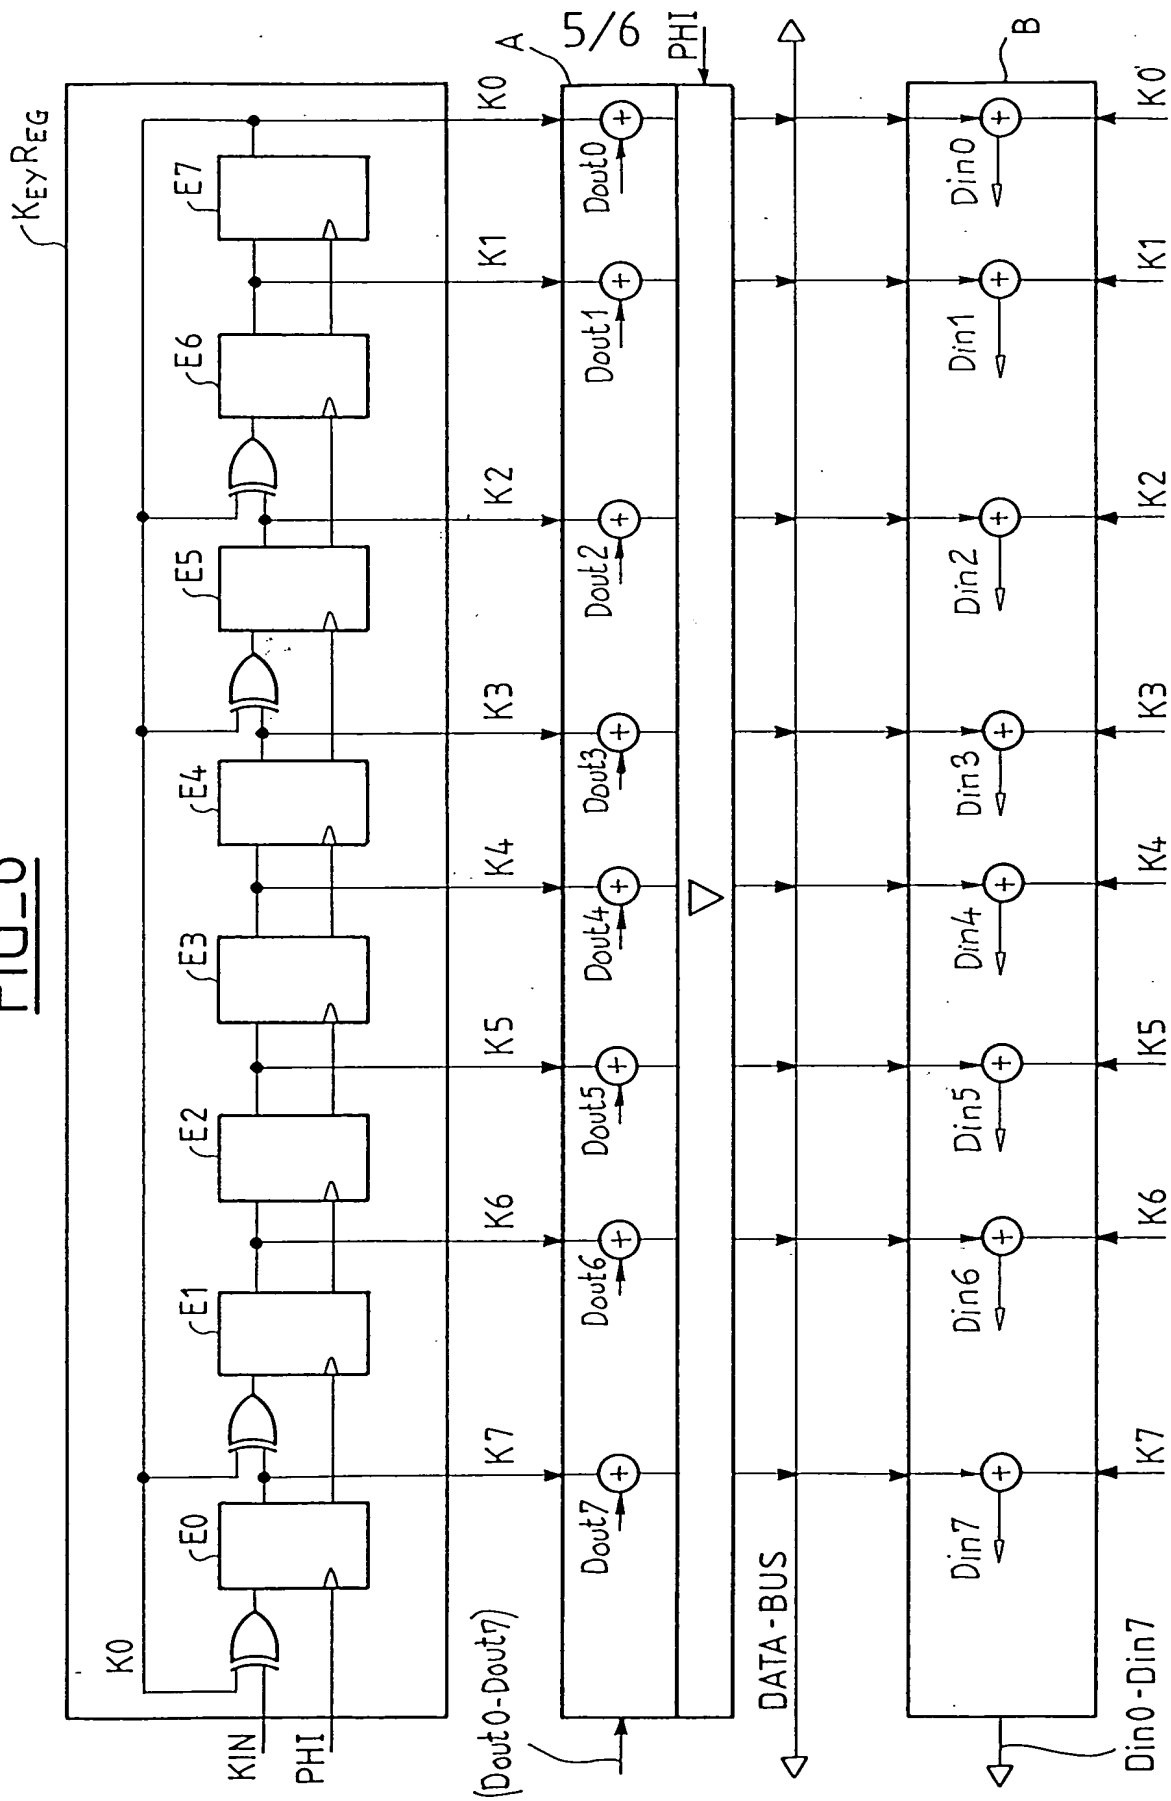 5/6
FIG_6
KEYREG
K0
E0
E1
E2
E3
E4
E5
E6
E7
KIN
PHI
K7
K6
K5
K4
K3
K2
K1
K0
A
(Dout0-Dout7)
Dout7
Dout6
Dout5
Dout4
Dout3
Dout2
Dout1
Dout0
PHI
DATA-BUS
B
Din7
Din6
Din5
Din4
Din3
Din2
Din1
Din0
Din0-Din7
K7
K6
K5
K4
K3
K2
K1
K0